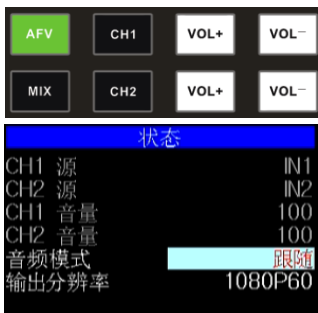 AFV CH1 VOL+ VOL-
MIX CH2 VOL+ VOL-
状态
CH1 源 IN1
CH2 源 IN2
CH1 音量 100
CH2 音量 100
音频模式 跟随
输出分辨率 1080P60